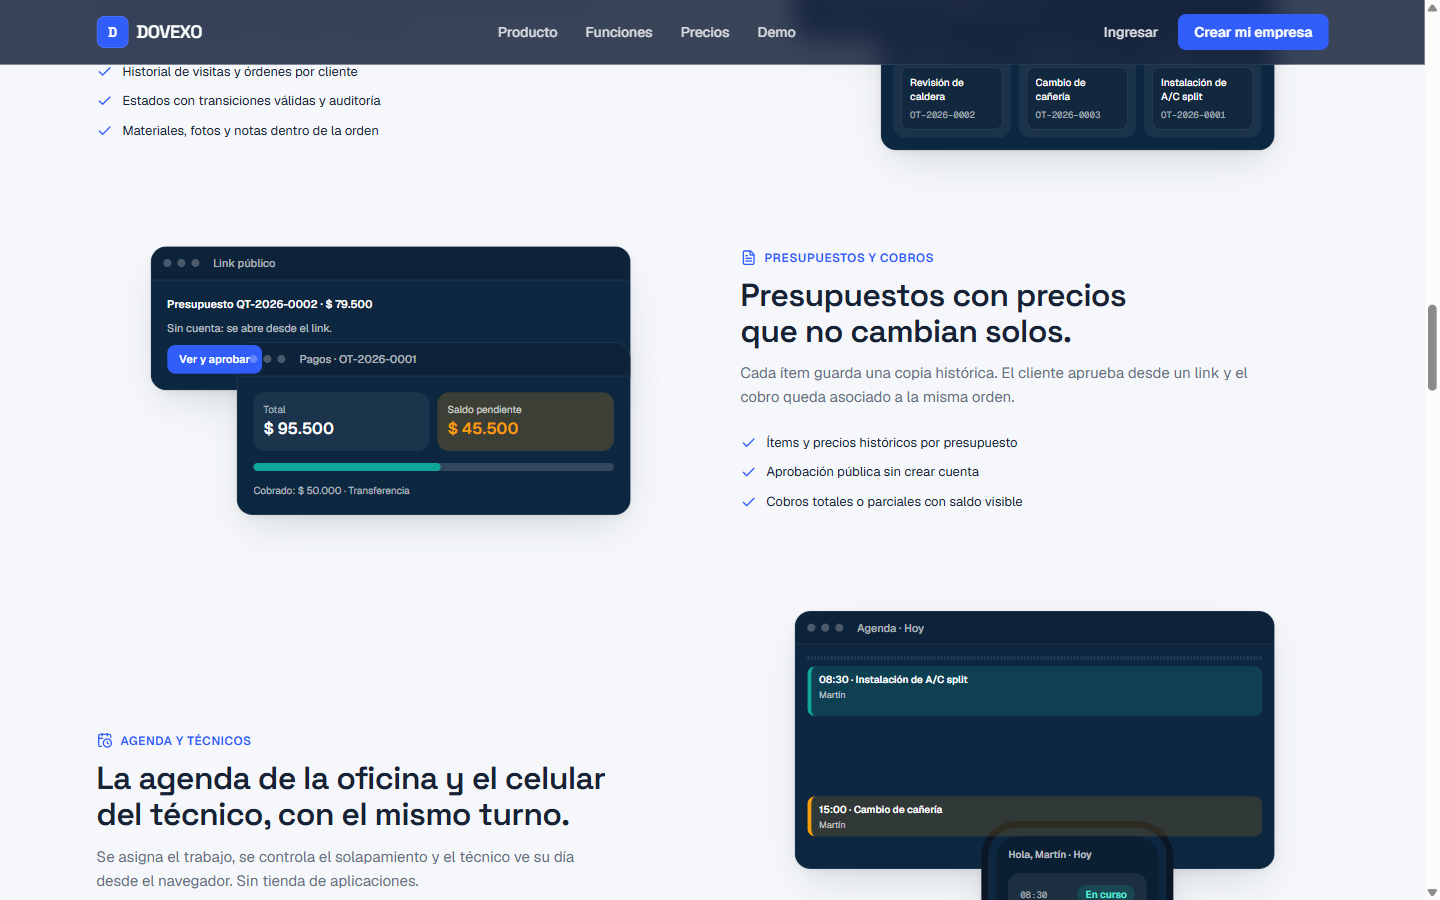 D DOVEXO
Producto Funciones Precios Demo
Ingresar Crear mi empresa
Historial de visitas y órdenes por cliente
Estados con transiciones válidas y auditoría
Materiales, fotos y notas dentro de la orden
Revisión de
caldera
OT-2026-0002
Cambio de
cañería
OT-2026-0003
Instalación de
A/C split
OT-2026-0001
Link público
Presupuesto QT-2026-0002 · $ 79.500
Sin cuenta: se abre desde el link.
Ver y aprobar
Pagos · OT-2026-0001
Total
$ 95.500
Saldo pendiente
$ 45.500
Cobrado: $ 50.000 · Transferencia
PRESUPUESTOS Y COBROS
Presupuestos con precios
que no cambian solos.
Cada ítem guarda una copia histórica. El cliente aprueba desde un link y el
cobro queda asociado a la misma orden.
Ítems y precios históricos por presupuesto
Aprobación pública sin crear cuenta
Cobros totales o parciales con saldo visible
AGENDA Y TÉCNICOS
La agenda de la oficina y el celular
del técnico, con el mismo turno.
Se asigna el trabajo, se controla el solapamiento y el técnico ve su día
desde el navegador. Sin tienda de aplicaciones.
Agenda · Hoy
08:30 · Instalación de A/C split
Martín
15:00 · Cambio de cañería
Martín
Hola, Martín · Hoy
08:30 En curso